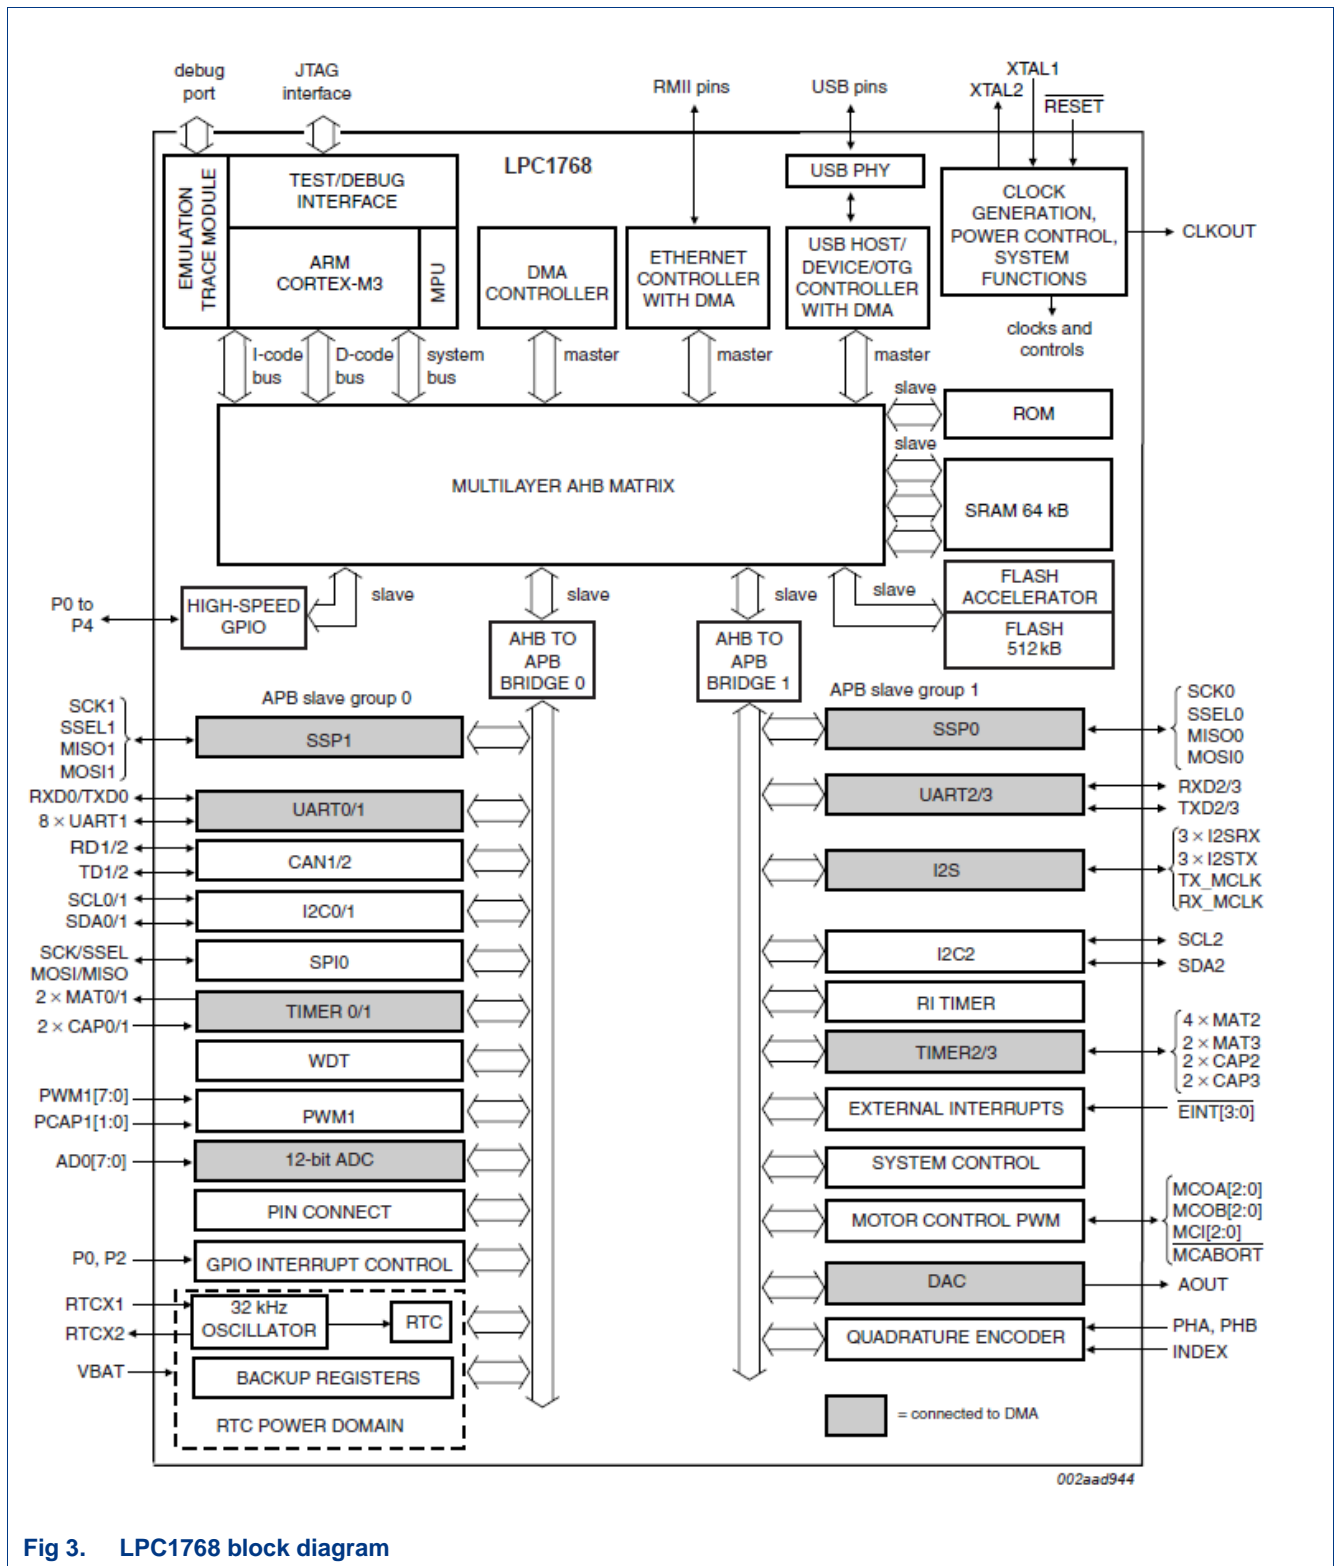 debug
port
JTAG
interface
RMII pins
USB pins
XTAL1
XTAL2
RESET
LPC1768
EMULATION
TRACE MODULE
TEST/DEBUG
INTERFACE
ARM
CORTEX-M3
MPU
DMA
CONTROLLER
ETHERNET
CONTROLLER
WITH DMA
USB PHY
USB HOST/
DEVICE/OTG
CONTROLLER
WITH DMA
CLOCK
GENERATION,
POWER CONTROL,
SYSTEM
FUNCTIONS
CLKOUT
clocks and
controls
I-code
bus
D-code
bus
system
bus
master
master
master
slave
ROM
slave
MULTILAYER AHB MATRIX
SRAM 64 kB
P0 to
P4
HIGH-SPEED
GPIO
slave
slave
slave
slave
FLASH
ACCELERATOR
FLASH
512 kB
AHB TO
APB
BRIDGE 0
AHB TO
APB
BRIDGE 1
APB slave group 0
SCK1
SSEL1
MISO1
MOSI1
SSP1
RXD0/TXD0
8 × UART1
UART0/1
RD1/2
TD1/2
CAN1/2
SCL0/1
SDA0/1
I2C0/1
SCK/SSEL
MOSI/MISO
SPI0
2 × MAT0/1
2 × CAP0/1
TIMER 0/1
WDT
PWM1[7:0]
PCAP1[1:0]
PWM1
AD0[7:0]
12-bit ADC
PIN CONNECT
P0, P2
GPIO INTERRUPT CONTROL
RTCX1
RTCX2
32 kHz
OSCILLATOR
RTC
VBAT
BACKUP REGISTERS
RTC POWER DOMAIN
APB slave group 1
SSP0
SCK0
SSEL0
MISO0
MOSI0
UART2/3
RXD2/3
TXD2/3
I2S
3 × I2SRX
3 × I2STX
TX_MCLK
RX_MCLK
I2C2
SCL2
SDA2
RI TIMER
TIMER2/3
4 × MAT2
2 × MAT3
2 × CAP2
2 × CAP3
EXTERNAL INTERRUPTS
EINT[3:0]
SYSTEM CONTROL
MOTOR CONTROL PWM
MCOA[2:0]
MCOB[2:0]
MCI[2:0]
MCABORT
DAC
AOUT
QUADRATURE ENCODER
PHA, PHB
INDEX
= connected to DMA
002aad944
Fig 3. LPC1768 block diagram